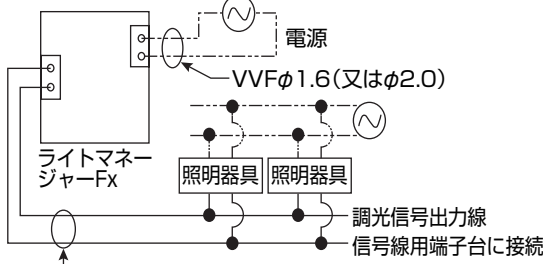 電源
VVFφ1.6(又はφ2.0)
ライトマネー
ジャーFx
照明器具
照明器具
調光信号出力線
信号線用端子台に接続